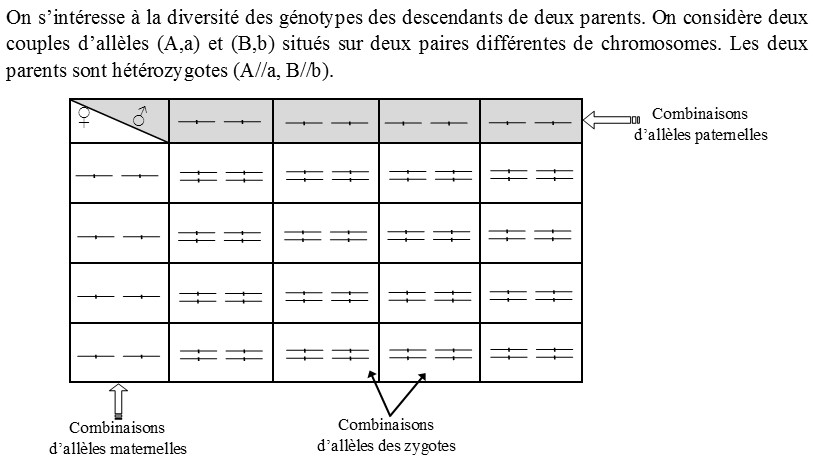 On s’intéresse à la diversité des génotypes des descendants de deux parents. On considère deux
couples d’allèles (A,a) et (B,b) situés sur deux paires différentes de chromosomes. Les deux
parents sont hétérozygotes (A//a, B//b).
♀ ♂
Combinaisons
d’allèles paternelles
Combinaisons
d’allèles maternelles
Combinaisons
d’allèles des zygotes